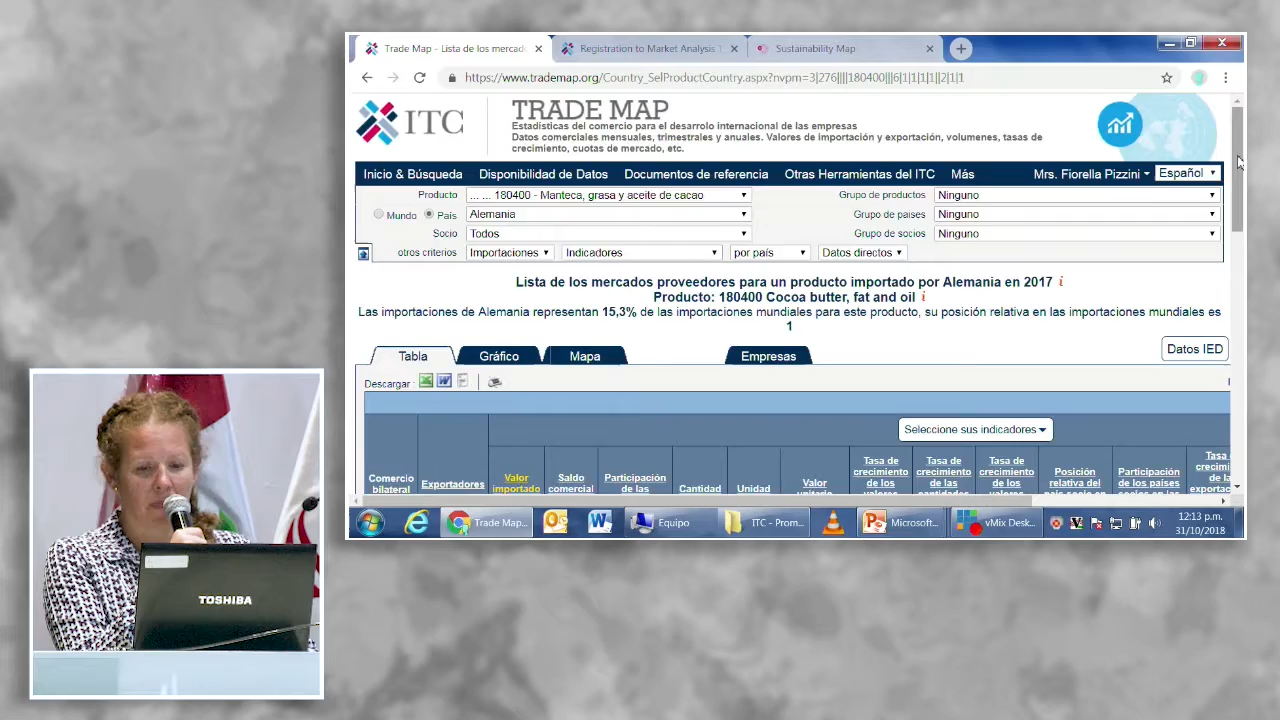 Trade Map - Lista de los mercad
Registration to Market Analysis T
Sustainability Map
https://www.trademap.org/Country_SelProductCountry.aspx?nvpm=3|276||||180400|||6|1|1|1|1||2|1|1
ITC
TRADE MAP
Estadísticas del comercio para el desarrolo internacional de las empresas
Datos comerciales mensuales, trimestrales y anuales. Valores de importación y exportación, volumenes, tasas de
crecimiento, cuotas de mercado, etc.
Inicio & Búsqueda Disponibilidad de Datos Documentos de referencia Otras Herramientas del ITC Más Mrs. Fiorella Pizzini Español
Producto ... ... 180400 - Manteca, grasa y aceite de cacao Grupo de productos Ninguno
Mundo País Alemania Grupo de paises Ninguno
Socio Todos Grupo de socios Ninguno
otros criterios Importaciones Indicadores por país Datos directos
Lista de los mercados proveedores para un producto importado por Alemania en 2017 i
Producto: 180400 Cocoa butter, fat and oil i
Las importaciones de Alemania representan 15,3% de las importaciones mundiales para este producto, su posición relativa en las importaciones mundiales es
1
Tabla Gráfico Mapa Empresas Datos IED
Descargar :
Seleccione sus indicadores
Comercio
bilateral
Exportadores
Valor
importado
Saldo
comercial
Participación
de las
Cantidad
Unidad
Valor
unitario
Tasa de
crecimiento
de los
valores
Tasa de
crecimiento
de las
cantidades
Tasa de
crecimiento
de los
valores
Posición
relativa del
país socio en
Participación
de los países
socios en las
Tasa
crecimi
de l
exporta
Trade Map... Equipo ITC - Prom... Microsoft... vMix Desk...
12:13 p.m.
31/10/2018
TOSHIBA